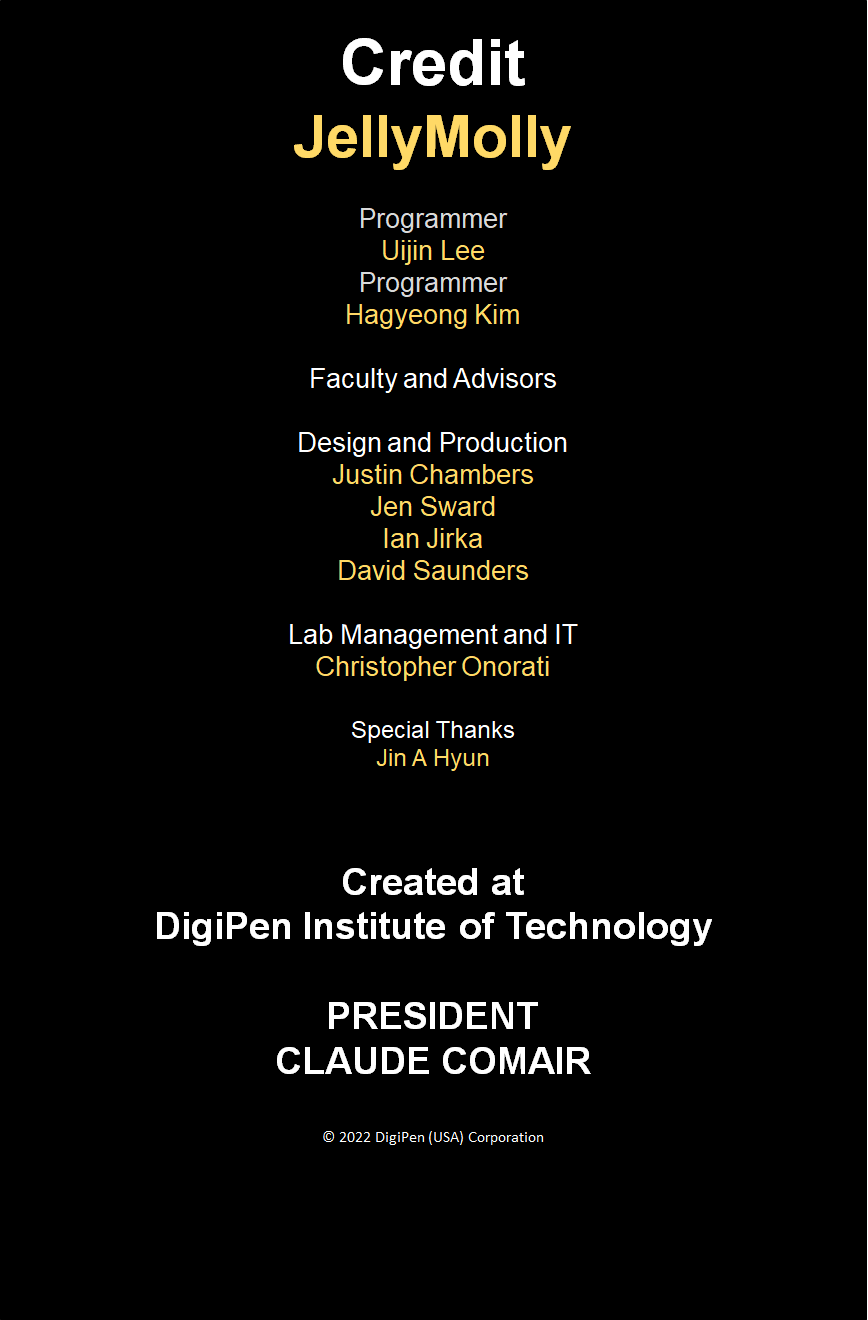 Credit
JellyMolly
Programmer
Uijin Lee
Programmer
Hagyeong Kim
Faculty and Advisors
Design and Production
Justin Chambers
Jen Sward
Ian Jirka
David Saunders
Lab Management and IT
Christopher Onorati
Special Thanks
Jin A Hyun
Created at
DigiPen Institute of Technology
PRESIDENT
CLAUDE COMAIR
© 2022 DigiPen (USA) Corporation